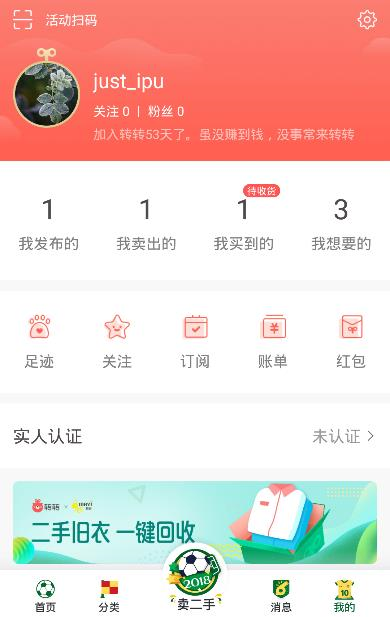 活动扫码
just_ipu
关注 0 | 粉丝 0
加入转转53天了。虽没赚到钱，没事常来转转
待收货
1 1 1 3
我发布的 我卖出的 我买到的 我想要的
足迹 关注 订阅 账单 红包
实人认证 未认证
转转 ×
二手旧衣 一键回收
2018
首页 分类 卖二手 消息 我的
6
10